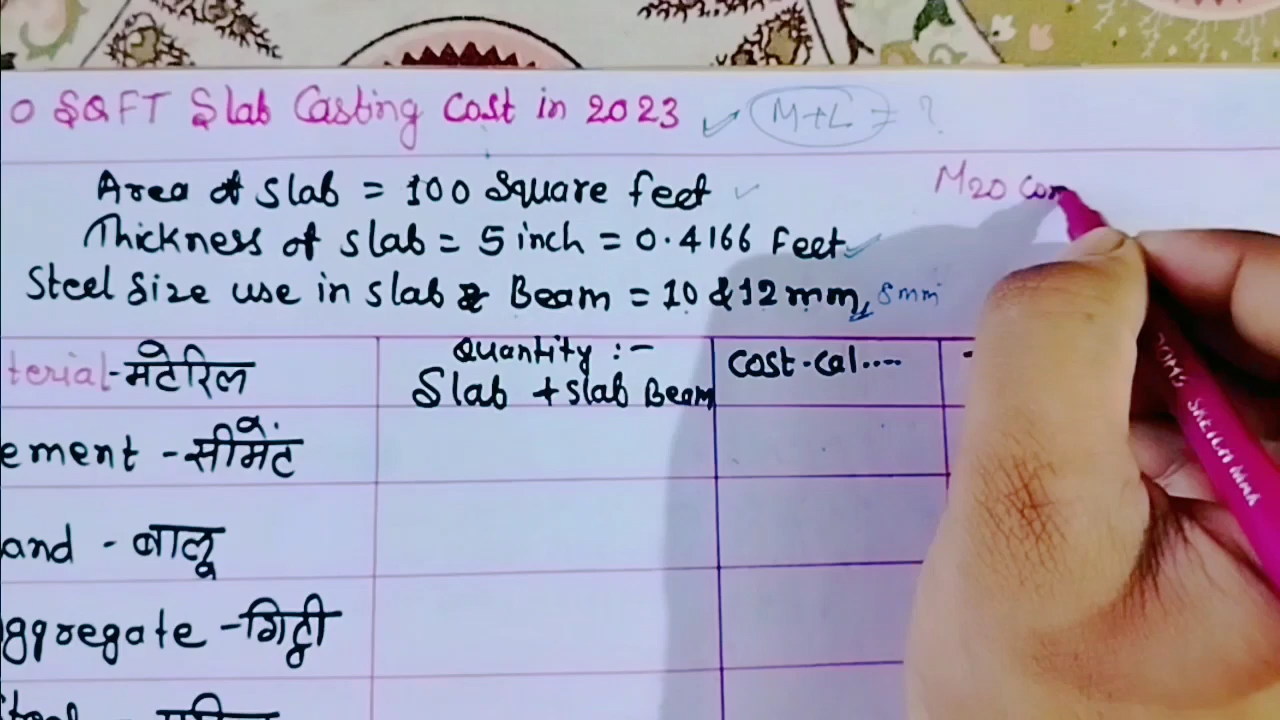 0 SQFT Slab Casting Cost in 2023 M+L = ?
Area of slab = 100 Square feet
M20 Con
Thickness of slab = 5 inch = 0.4166 Feet
Steel Size use in slab & Beam = 10 & 12 mm, 8mm
terial-मटेरिल
Quantity :-
Slab + slab Beam
Cost-cal....
ement - सीमेंट
and - बालू
ggregate - गिट्टी